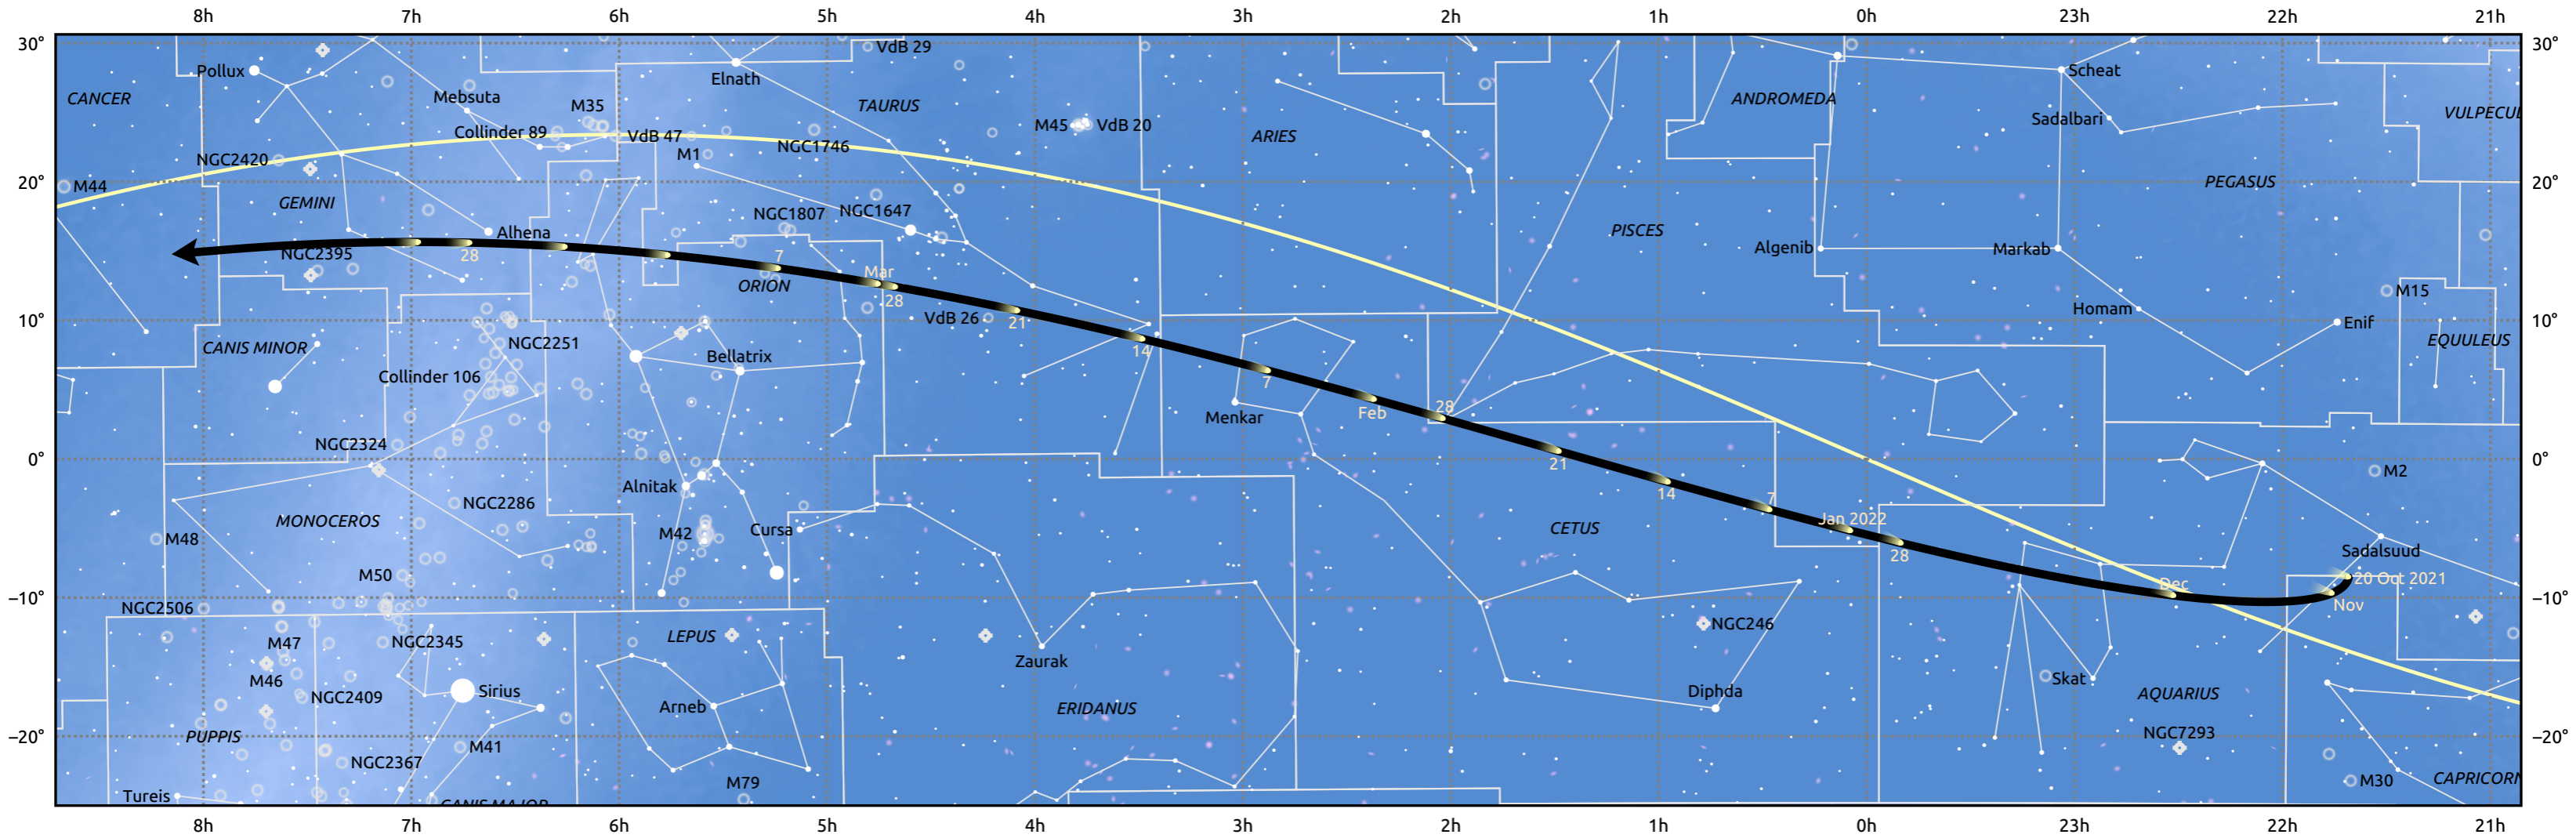 8h 7h 6h 5h 4h 3h 2h 1h 0h 23h 22h 21h
30° 30°
VdB 29
Pollux Elnath Scheat
CANCER Mebsuta M35 TAURUS ANDROMEDA
VULPECUL
Sadalbari
Collinder 89 VdB 47 M45 VdB 20 ARIES
NGC1746
NGC2420 M1
20° M44 PEGASUS 20°
GEMINI NGC1807 NGC1647
Alhena PISCES
NGC2395 28 7 Algenib Markab
Mar
ORION 28 M15
Homam
10° VdB 26 21 Enif 10°
CANIS MINOR NGC2251 14 EQUULEUS
Bellatrix
Collinder 106 7
Menkar Feb 28
NGC2324
0° 21 M2 0°
Alnitak 14 7
NGC2286
MONOCEROS Jan 2022
M48 M42 Cursa CETUS 28
Sadalsuud
M50 Dec 20 Oct 2021
−10° NGC2506 Nov −10°
M47 NGC2345 LEPUS NGC246
Zaurak
M46 NGC2409 Sirius Skat
Arneb ERIDANUS Diphda AQUARIUS
−20° PUPPIS M41 NGC7293 −20°
NGC2367
M79 M30 CAPRICORN
Tureis CANIS MAJOR
8h 7h 6h 5h 4h 3h 2h 1h 0h 23h 22h 21h